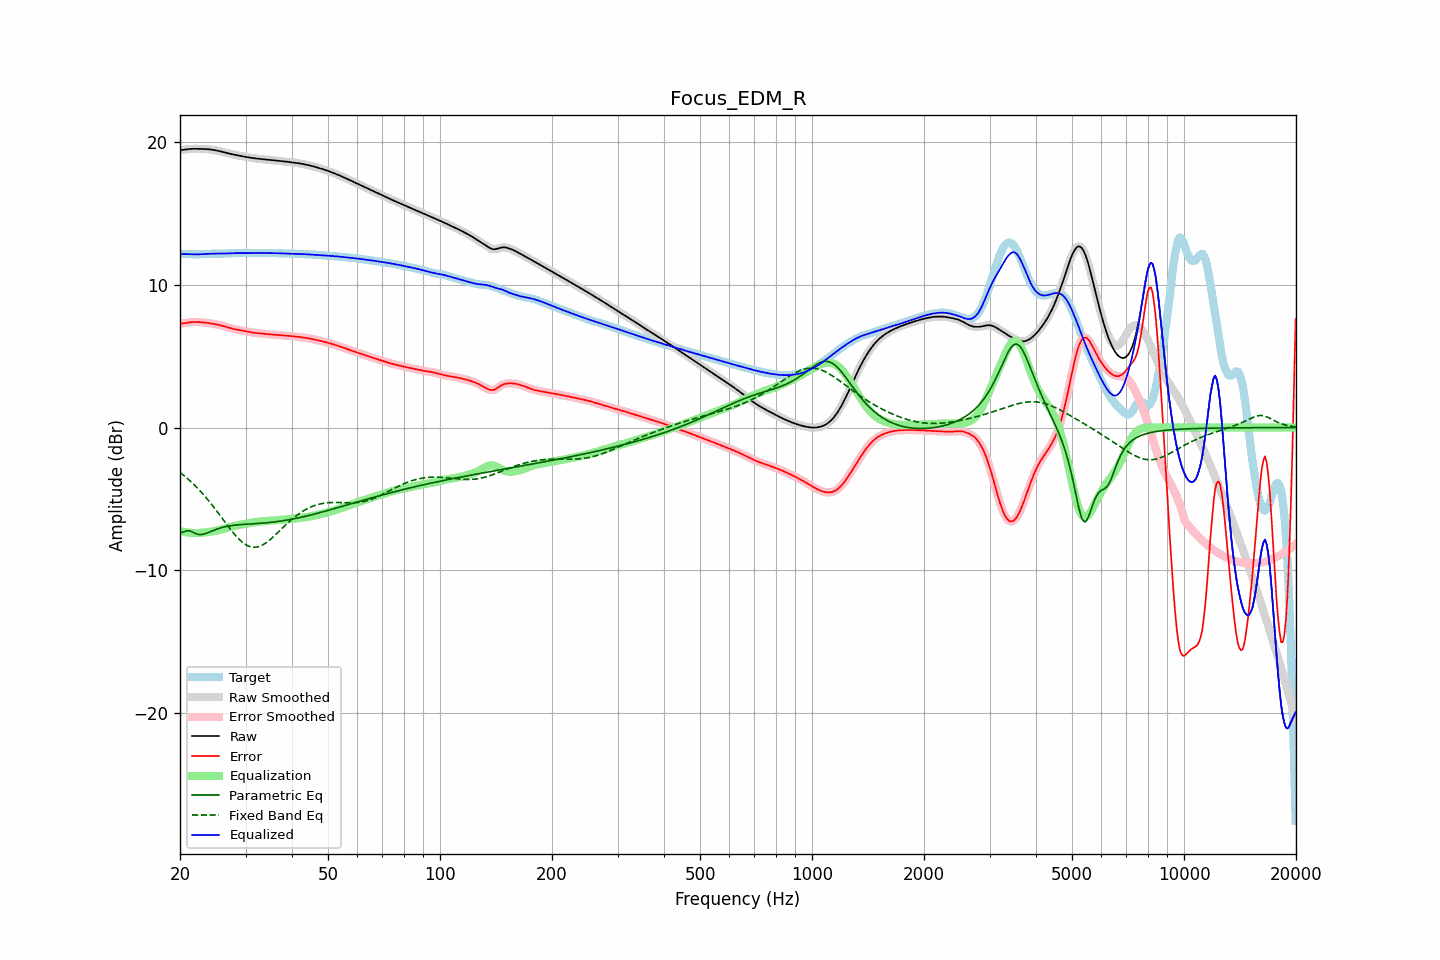 Focus_EDM_R
20
10
0
−10
−20
Amplitude (dBr)
Target
Raw Smoothed
Error Smoothed
Raw
Error
Equalization
Parametric Eq
Fixed Band Eq
Equalized
20 50 100 200 500 1000 2000 5000 10000 20000
Frequency (Hz)